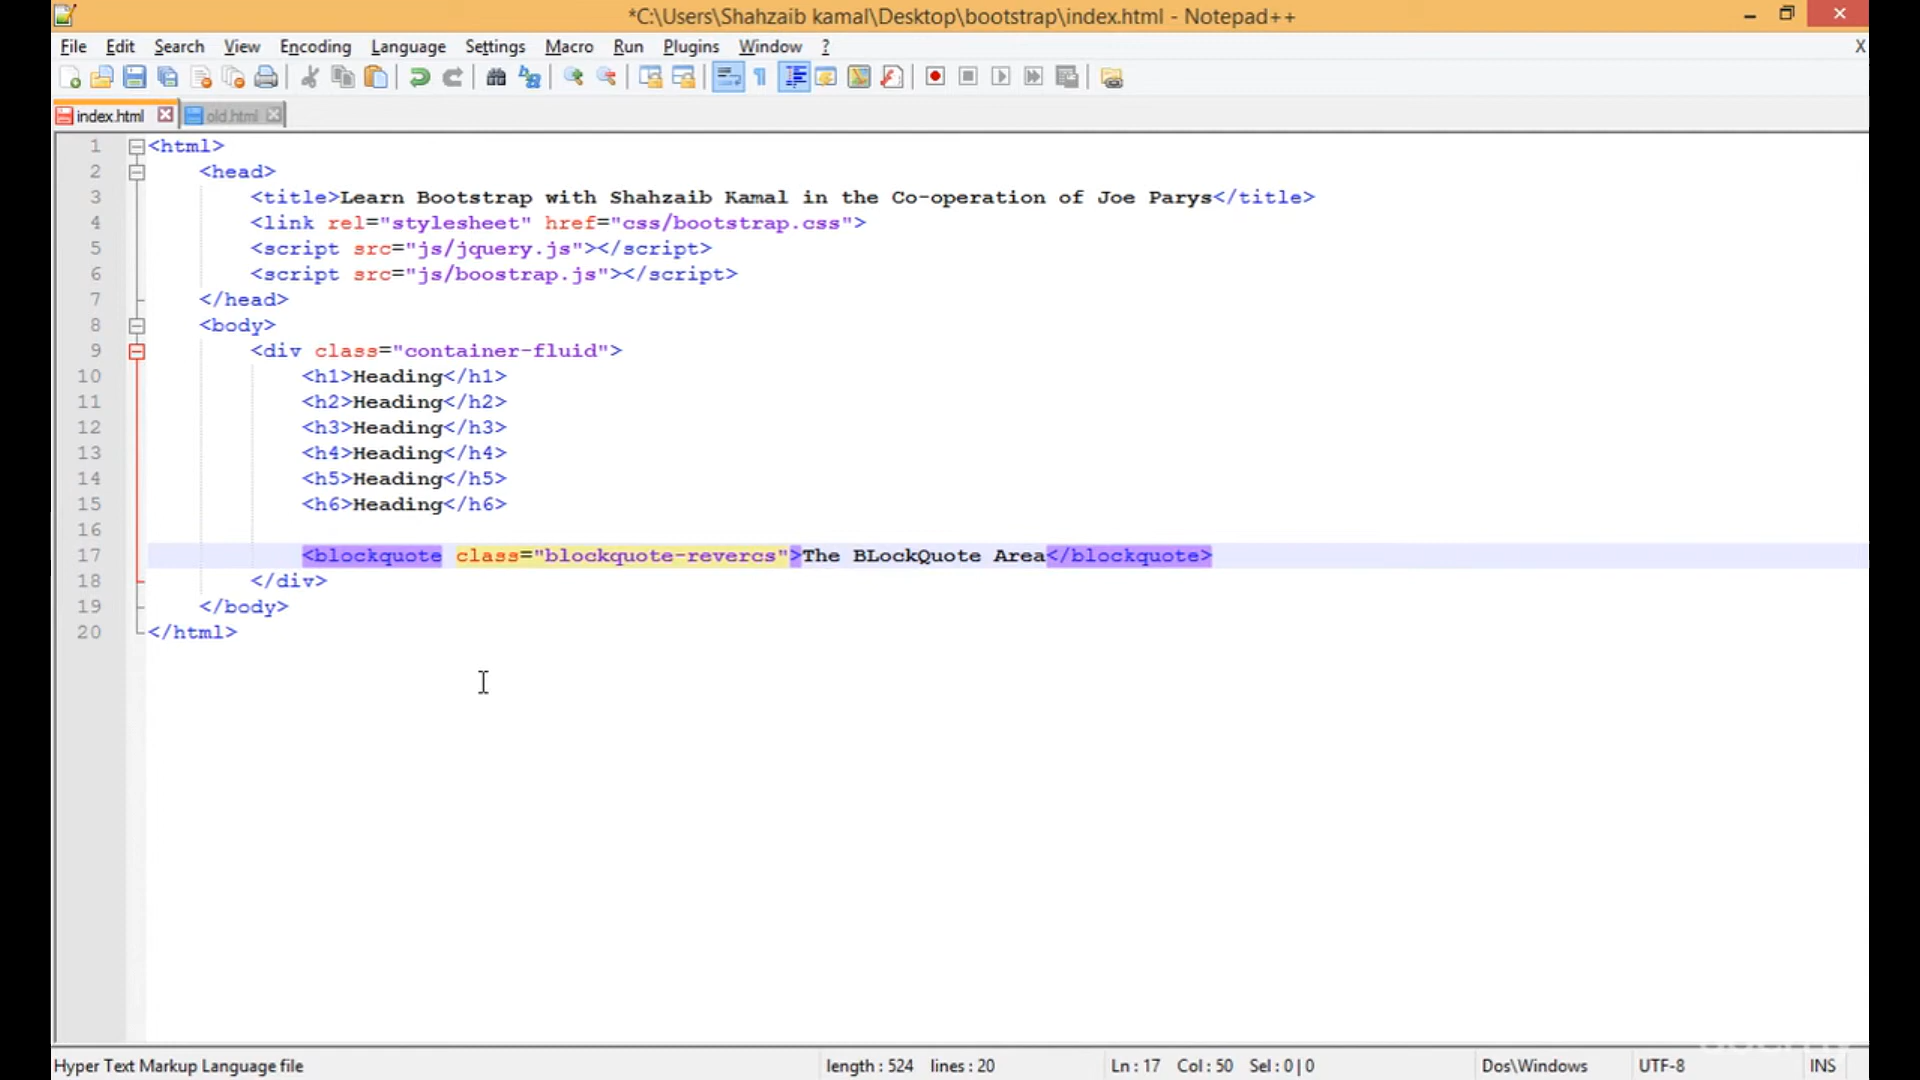 *C:\Users\Shahzaib kamal\Desktop\bootstrap\index.html - Notepad++
File Edit Search View Encoding Language Settings Macro Run Plugins Window ? X
index.html old.html
1 <html>
2 <head>
3 <title>Learn Bootstrap with Shahzaib Kamal in the Co-operation of Joe Parys</title>
4 <link rel="stylesheet" href="css/bootstrap.css">
5 <script src="js/jquery.js"></script>
6 <script src="js/boostrap.js"></script>
7 </head>
8 <body>
9 <div class="container-fluid">
10 <h1>Heading</h1>
11 <h2>Heading</h2>
12 <h3>Heading</h3>
13 <h4>Heading</h4>
14 <h5>Heading</h5>
15 <h6>Heading</h6>
16
17 <blockquote class="blockquote-revercs">The BLockQuote Area</blockquote>
18 </div>
19 </body>
20 </html>
Hyper Text Markup Language file length : 524 lines : 20 Ln : 17 Col : 50 Sel : 0 | 0 Dos\Windows UTF-8 INS